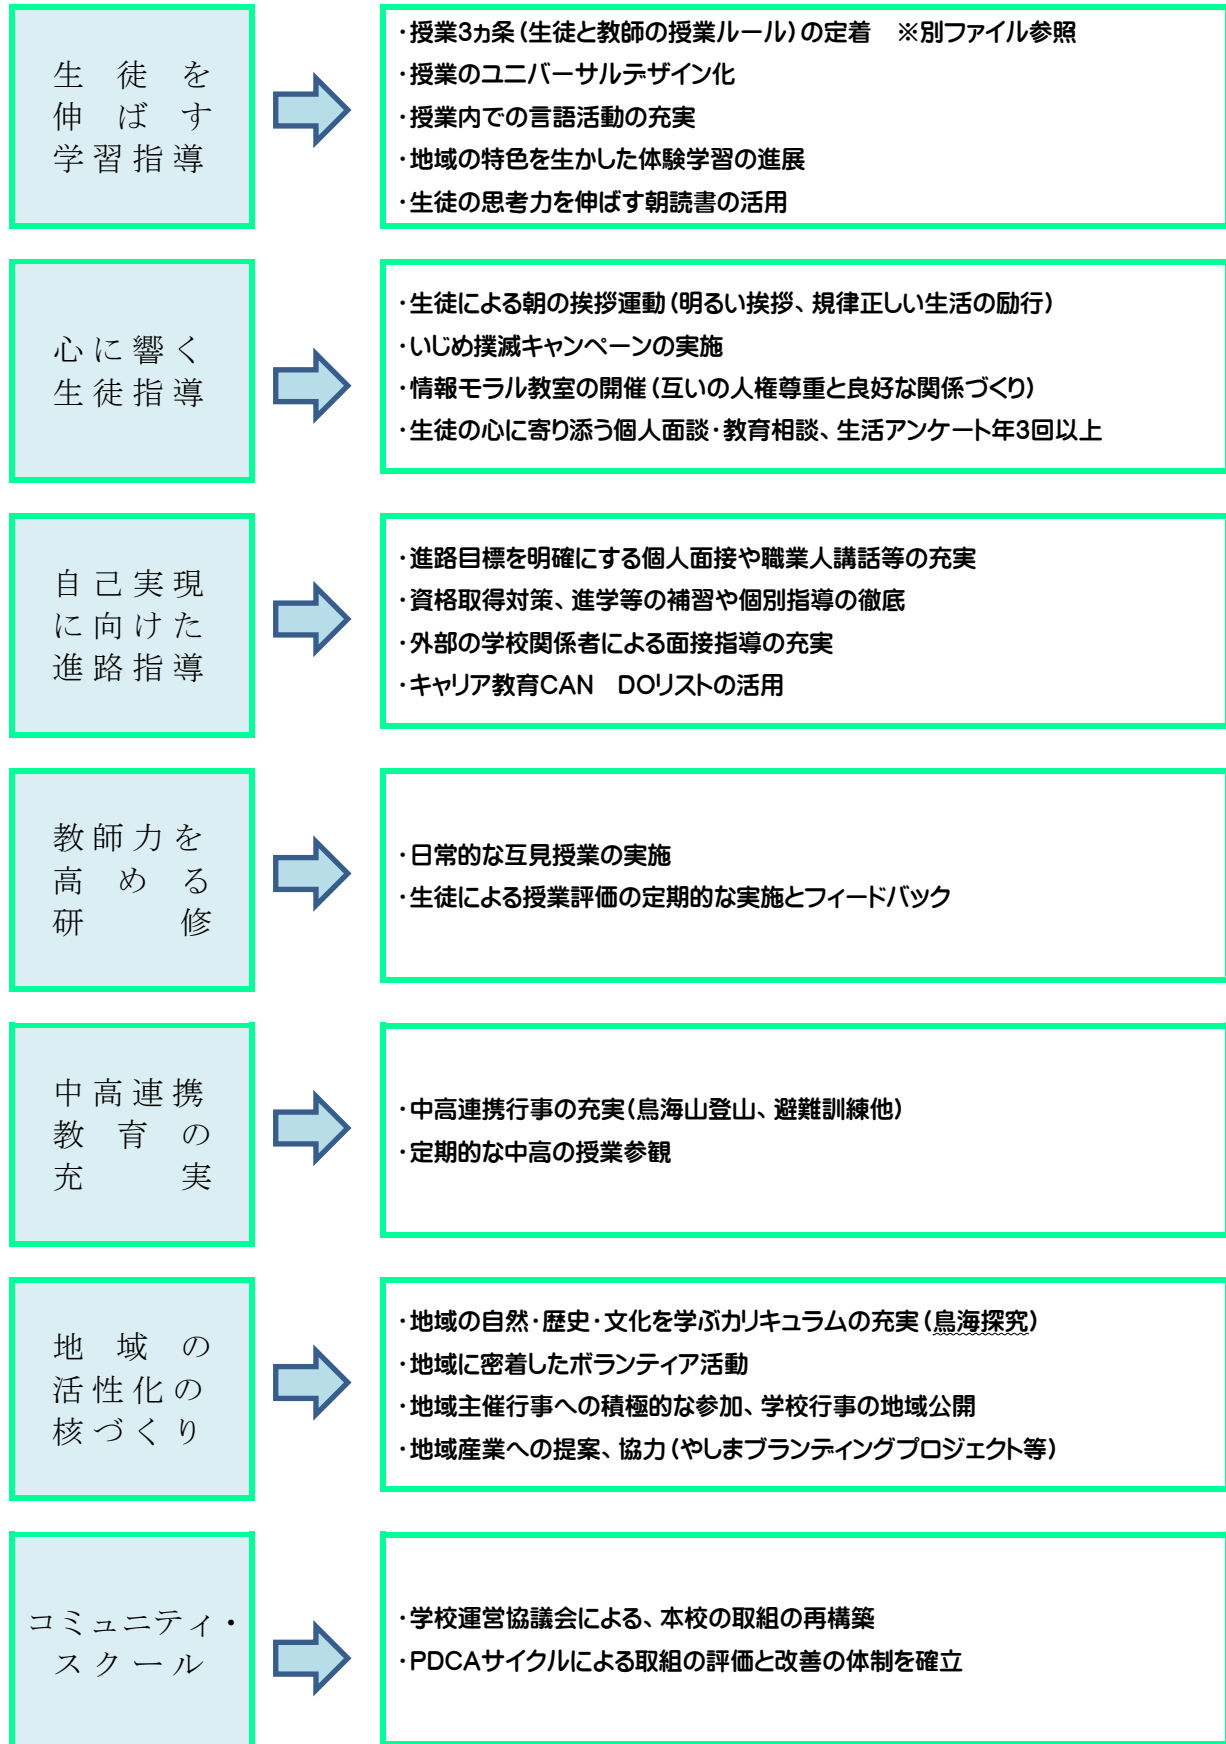 生徒を
伸ばす
学習指導
・授業3ヵ条（生徒と教師の授業ルール）の定着　※別ファイル参照
・授業のユニバーサルデザイン化
・授業内での言語活動の充実
・地域の特色を生かした体験学習の進展
・生徒の思考力を伸ばす朝読書の活用
心に響く
生徒指導
・生徒による朝の挨拶運動（明るい挨拶、規律正しい生活の励行）
・いじめ撲滅キャンペーンの実施
・情報モラル教室の開催（互いの人権尊重と良好な関係づくり）
・生徒の心に寄り添う個人面談・教育相談、生活アンケート年3回以上
自己実現
に向けた
進路指導
・進路目標を明確にする個人面接や職業人講話等の充実
・資格取得対策、進学等の補習や個別指導の徹底
・外部の学校関係者による面接指導の充実
・キャリア教育CAN　DOリストの活用
教師力を
高める
研修
・日常的な互見授業の実施
・生徒による授業評価の定期的な実施とフィードバック
中高連携
教育の
充実
・中高連携行事の充実（鳥海山登山、避難訓練他）
・定期的な中高の授業参観
地域の
活性化の
核づくり
・地域の自然・歴史・文化を学ぶカリキュラムの充実（鳥海探究）
・地域に密着したボランティア活動
・地域主催行事への積極的な参加、学校行事の地域公開
・地域産業への提案、協力（やしまブランディングプロジェクト等）
コミュニティ・
スクール
・学校運営協議会による、本校の取組の再構築
・PDCAサイクルによる取組の評価と改善の体制を確立